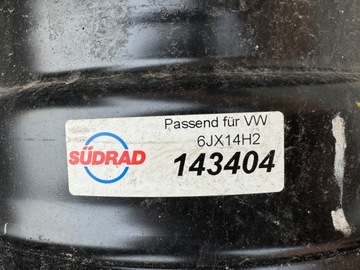 Passend für VW
6JX14H2
SÜDRAD
143404